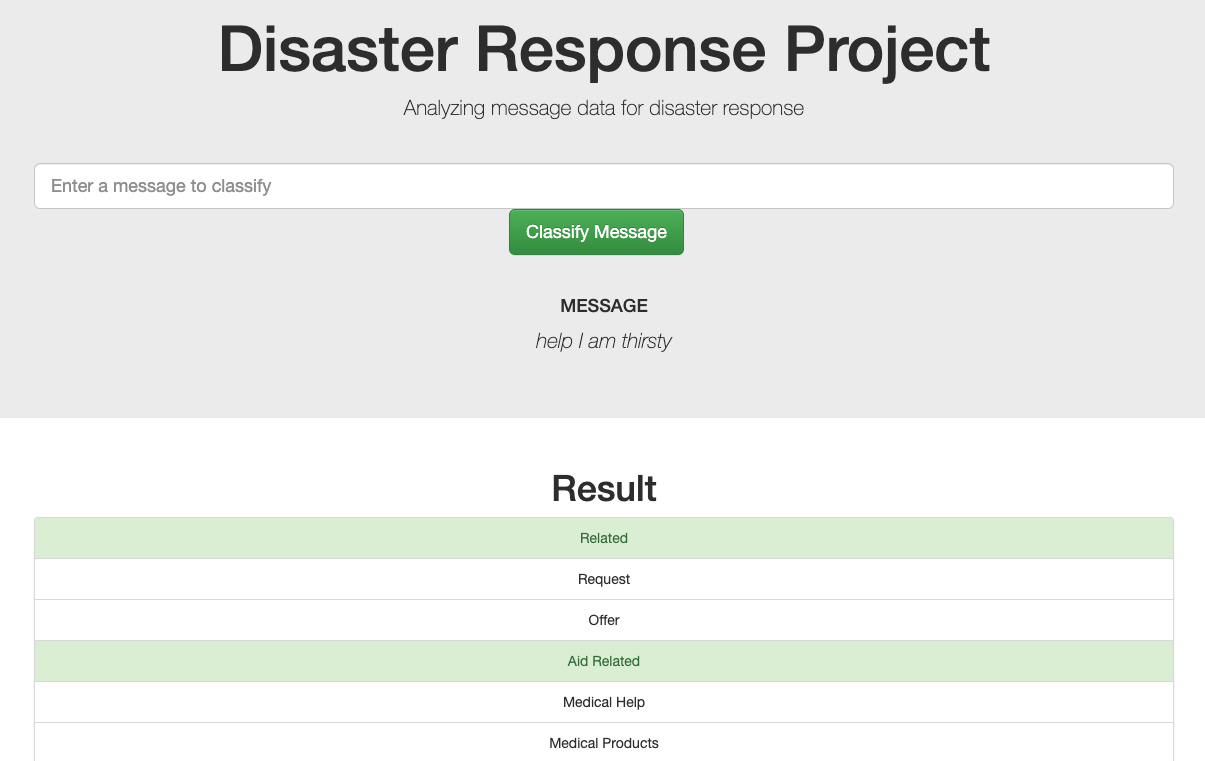 Disaster Response Project
Analyzing message data for disaster response
Enter a message to classify
Classify Message
MESSAGE
help I am thirsty
Result
Related
Request
Offer
Aid Related
Medical Help
Medical Products